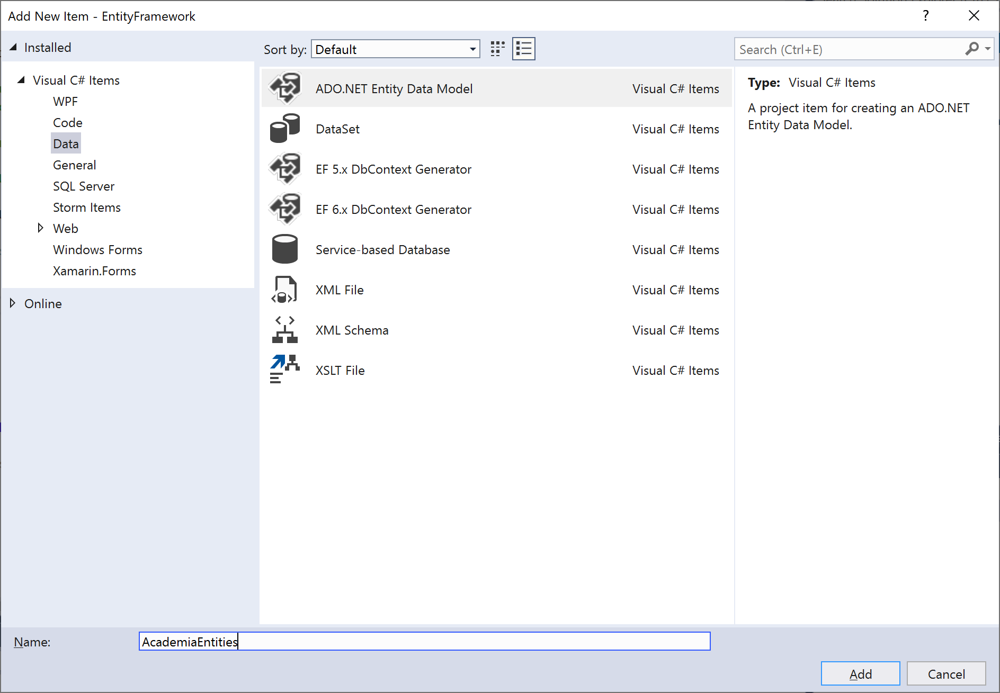 Add New Item - EntityFramework
?
Installed
Sort by: Default
Search (Ctrl+E)
Visual C# Items
WPF
Code
Data
General
SQL Server
Storm Items
Web
Windows Forms
Xamarin.Forms
Online
ADO.NET Entity Data Model Visual C# Items
DataSet Visual C# Items
EF 5.x DbContext Generator Visual C# Items
EF 6.x DbContext Generator Visual C# Items
Service-based Database Visual C# Items
XML File Visual C# Items
XML Schema Visual C# Items
XSLT File Visual C# Items
Type: Visual C# Items
A project item for creating an ADO.NET
Entity Data Model.
Name: AcademiaEntities
Add Cancel